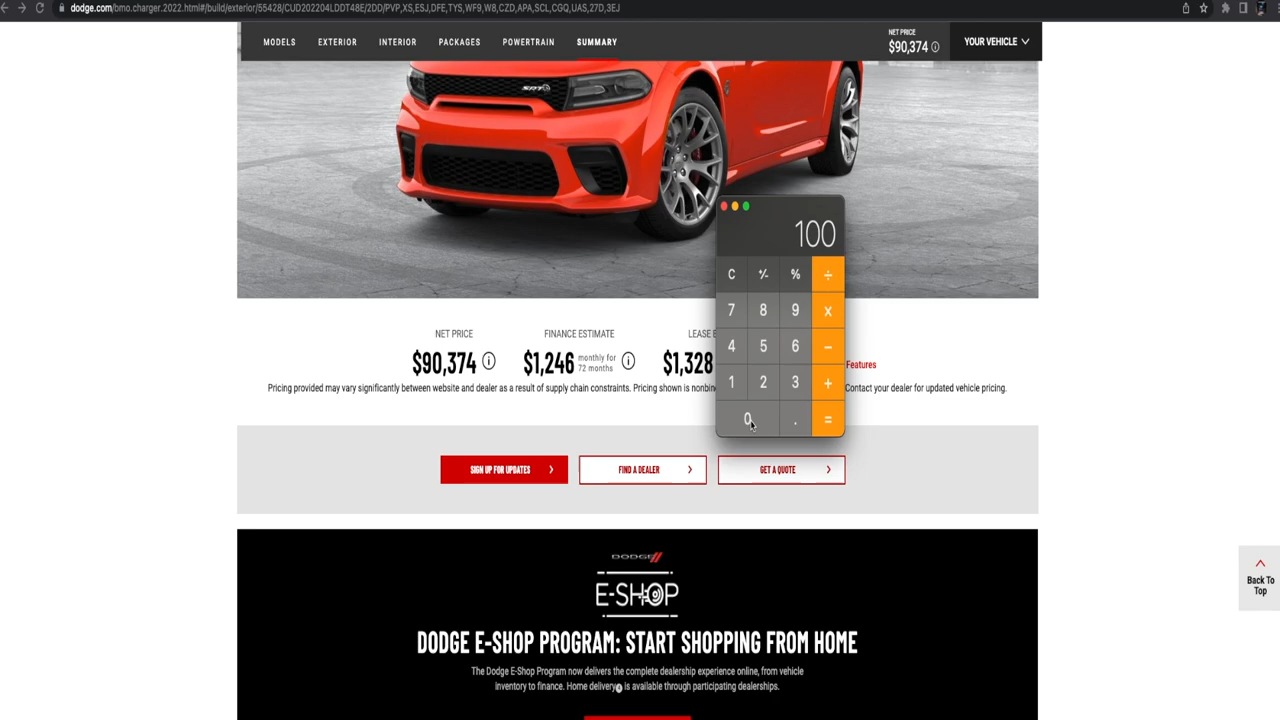 dodge.com/bmo.charger.2022.html#/build/exterior/55428/CUD202204LDDT48E/2DD/PVP,XS,ESJ,DFE,TYS,WF9,W8,CZD,APA,SCL,CGQ,UAS,27D,3EJ
MODELS EXTERIOR INTERIOR PACKAGES POWERTRAIN SUMMARY
NET PRICE
$90,374
YOUR VEHICLE
SRT
100
C +/- % ÷
7 8 9 x
4 5 6 −
1 2 3 +
0 . =
NET PRICE FINANCE ESTIMATE LEASE E
$90,374 $1,246 monthly for 72 months $1,328 Features
Pricing provided may vary significantly between website and dealer as a result of supply chain constraints. Pricing shown is nonbin Contact your dealer for updated vehicle pricing.
SIGN UP FOR UPDATES FIND A DEALER GET A QUOTE
DODGE
E-SHOP
DODGE E-SHOP PROGRAM: START SHOPPING FROM HOME
The Dodge E-Shop Program now delivers the complete dealership experience online, from vehicle
inventory to finance. Home delivery is available through participating dealerships.
Back To
Top